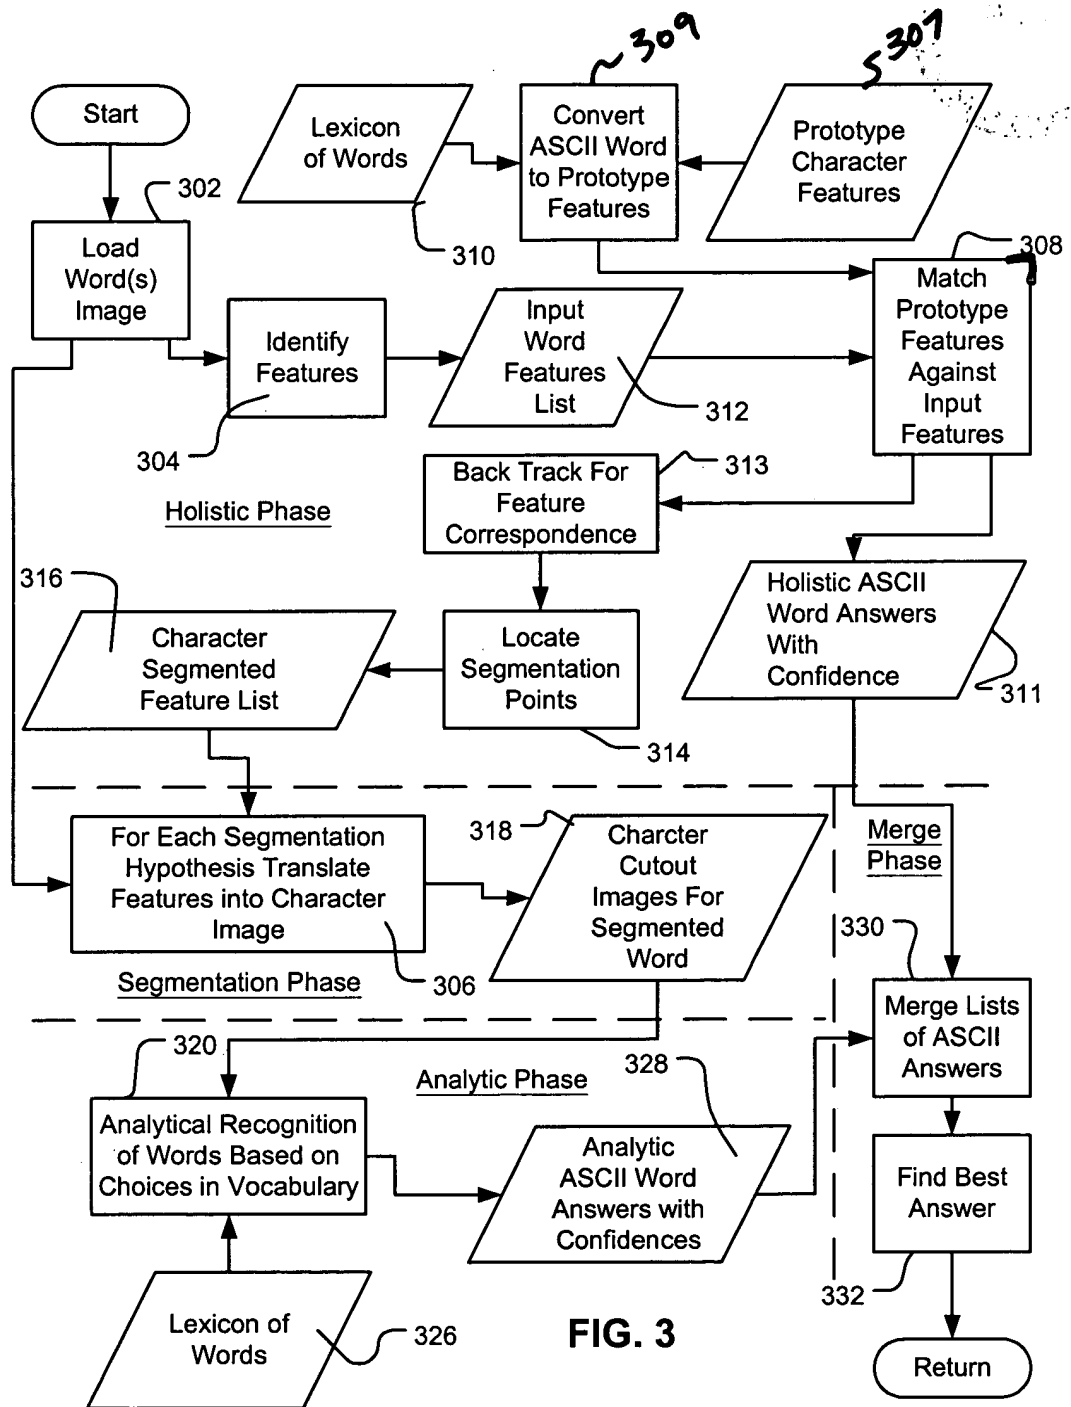 309
307
Start
Lexicon
of Words
Convert
ASCII Word
to Prototype
Features
Prototype
Character
Features
302
310
308
Load
Word(s)
Image
Identify
Features
Input
Word
Features
List
Match
Prototype
Features
Against
Input
Features
304
312
313
Back Track For
Feature
Correspondence
Holistic Phase
316
Character
Segmented
Feature List
Locate
Segmentation
Points
Holistic ASCII
Word Answers
With
Confidence
311
314
For Each Segmentation
Hypothesis Translate
Features into Character
Image
318
Charcter
Cutout
Images For
Segmented
Word
Merge
Phase
330
Segmentation Phase
306
Merge Lists
of ASCII
Answers
320
Analytic Phase
328
Analytical Recognition
of Words Based on
Choices in Vocabulary
Analytic
ASCII Word
Answers with
Confidences
Find Best
Answer
332
Lexicon of
Words
326
FIG. 3
Return